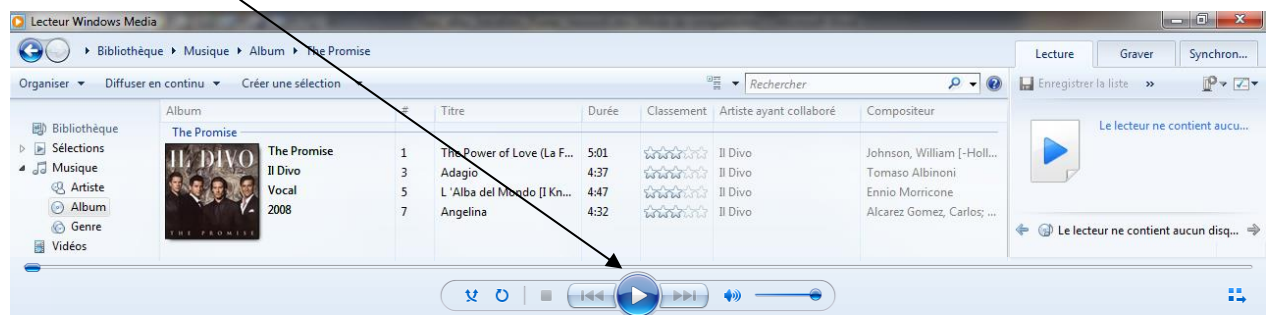 Lecteur Windows Media
Bibliothèque Musique Album The Promise
Lecture Graver Synchron...
Organiser Diffuser en continu Créer une sélection Rechercher Enregistrer la liste »
Album # Titre Durée Classement Artiste ayant collaboré Compositeur
Bibliothèque
Sélections
Musique
Artiste
Album
Genre
Vidéos
The Promise
IL DIVO
THE PROMISE
The Promise
Il Divo
Vocal
2008
1 The Power of Love (La F... 5:01 Il Divo Johnson, William [-Holl...
3 Adagio 4:37 Il Divo Tomaso Albinoni
5 L 'Alba del Mondo [I Kn... 4:47 Il Divo Ennio Morricone
7 Angelina 4:32 Il Divo Alcarez Gomez, Carlos; ...
Le lecteur ne contient aucu...
Le lecteur ne contient aucun disq...